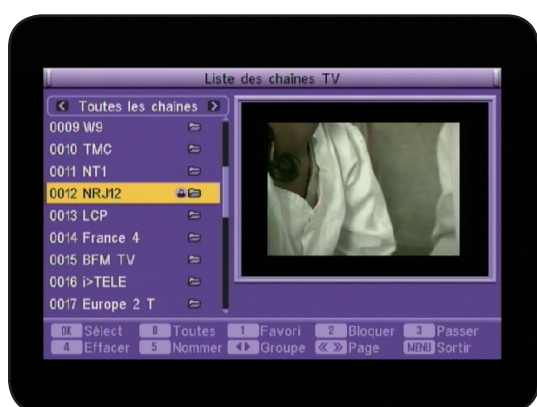 Liste des chaînes TV
Toutes les chaînes
0009 W9
0010 TMC
0011 NT1
0012 NRJ12
0013 LCP
0014 France 4
0015 BFM TV
0016 i>TELE
0017 Europe 2 T
OK Sélect 0 Toutes 1 Favori 2 Bloquer 3 Passer
4 Effacer 5 Nommer Groupe Page MENU Sortir